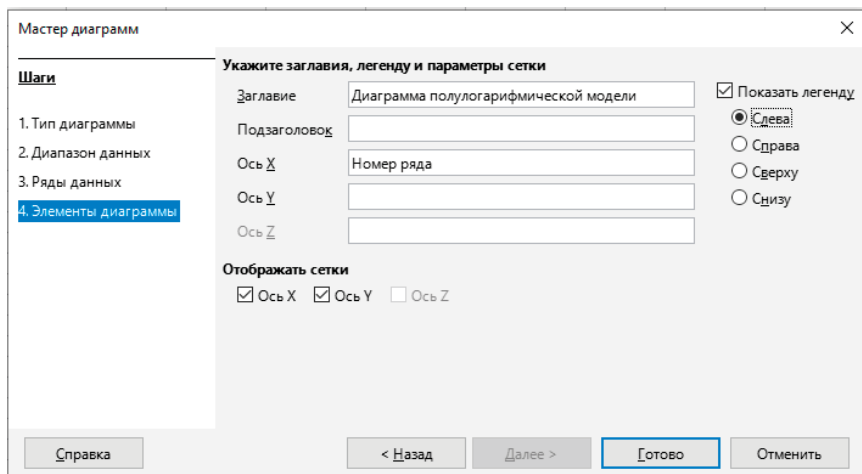 Мастер диаграмм
Шаги
1. Тип диаграммы
2. Диапазон данных
3. Ряды данных
4. Элементы диаграммы
Укажите заглавия, легенду и параметры сетки
Заглавие Диаграмма полулогарифмической модели
Подзаголовок
Ось X Номер ряда
Ось Y
Ось Z
Показать легенду
Слева
Справа
Сверху
Снизу
Отображать сетки
Ось X Ось Y Ось Z
Справка < Назад Далее > Готово Отменить